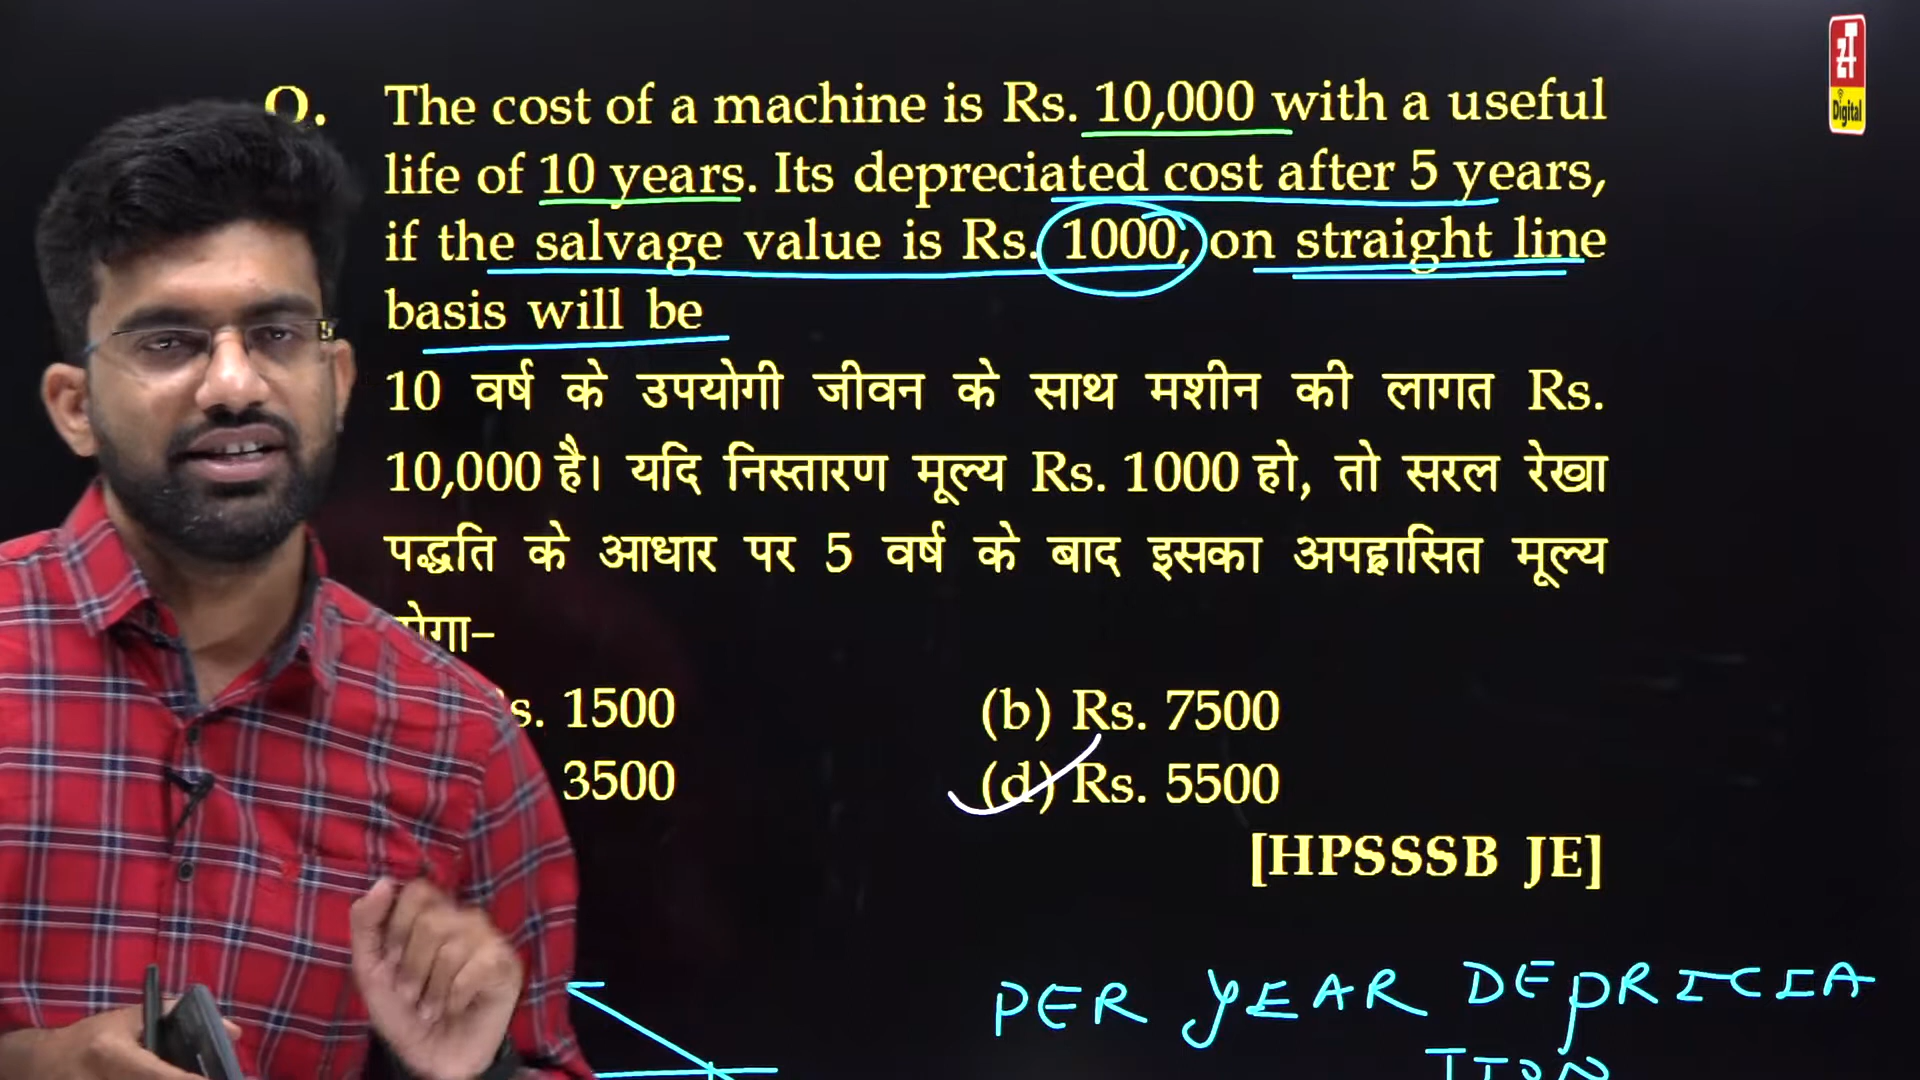 Q. The cost of a machine is Rs. 10,000 with a useful
life of 10 years. Its depreciated cost after 5 years,
if the salvage value is Rs. 1000, on straight line
basis will be
10 वर्ष के उपयोगी जीवन के साथ मशीन की लागत Rs.
10,000 है। यदि निस्तारण मूल्य Rs. 1000 हो, तो सरल रेखा
पद्धति के आधार पर 5 वर्ष के बाद इसका अपह्रासित मूल्य
1500
(b) Rs. 7500
3500
(d) Rs. 5500
[HPSSSB JE]
PER YEAR DEPRICIA
Digital